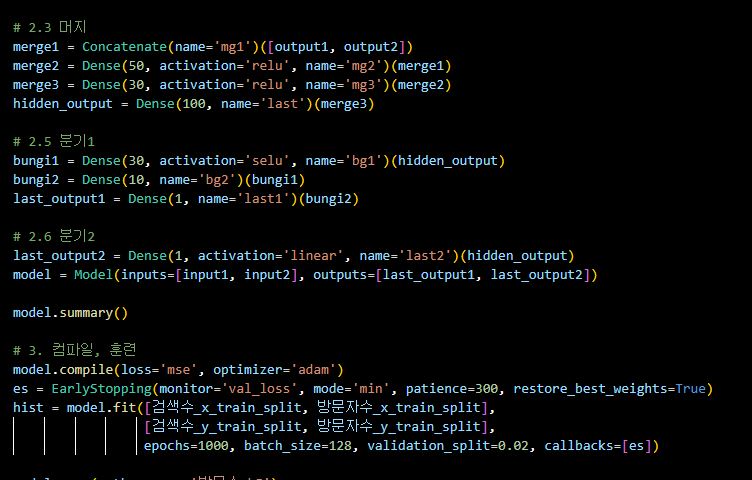 # 2.3 머지
merge1 = Concatenate(name='mg1')([output1, output2])
merge2 = Dense(50, activation='relu', name='mg2')(merge1)
merge3 = Dense(30, activation='relu', name='mg3')(merge2)
hidden_output = Dense(100, name='last')(merge3)
# 2.5 분기1
bungi1 = Dense(30, activation='selu', name='bg1')(hidden_output)
bungi2 = Dense(10, name='bg2')(bungi1)
last_output1 = Dense(1, name='last1')(bungi2)
# 2.6 분기2
last_output2 = Dense(1, activation='linear', name='last2')(hidden_output)
model = Model(inputs=[input1, input2], outputs=[last_output1, last_output2])
model.summary()
# 3. 컴파일, 훈련
model.compile(loss='mse', optimizer='adam')
es = EarlyStopping(monitor='val_loss', mode='min', patience=300, restore_best_weights=True)
hist = model.fit([검색수_x_train_split, 방문자수_x_train_split],
[검색수_y_train_split, 방문자수_y_train_split],
epochs=1000, batch_size=128, validation_split=0.02, callbacks=[es])